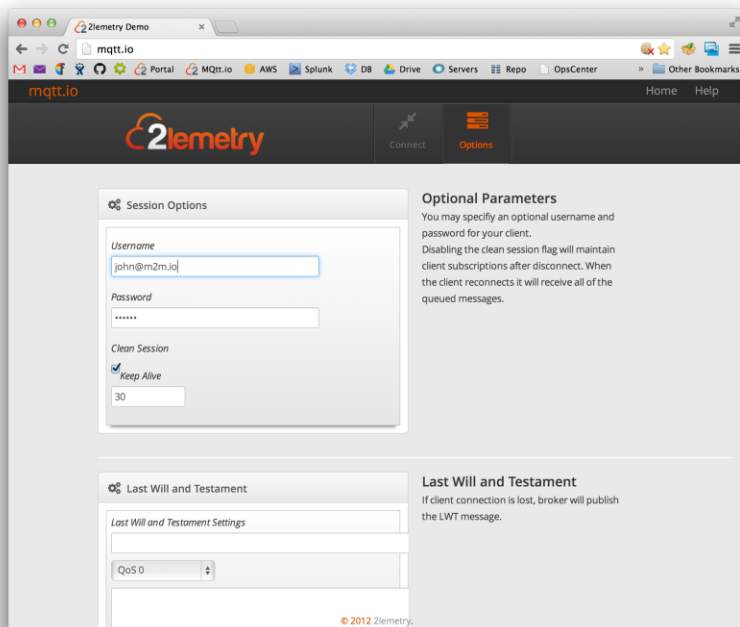 2lemetry Demo
mqtt.io
Portal
MQtt.io
AWS
Splunk
DB
Drive
Servers
Repo
OpsCenter
»
Other Bookmarks
mqtt.io
Home
Help
2lemetry
Connect
Options
Session Options
Username
john@m2m.io
Password
••••••
Clean Session
Keep Alive
30
Optional Parameters
You may specifiy an optional username and
password for your client.
Disabling the clean session flag will maintain
client subscriptions after disconnect. When
the client reconnects it will receive all of the
queued messages.
Last Will and Testament
Last Will and Testament Settings
QoS 0
Last Will and Testament
If client connection is lost, broker will publish
the LWT message.
© 2012 2lemetry.